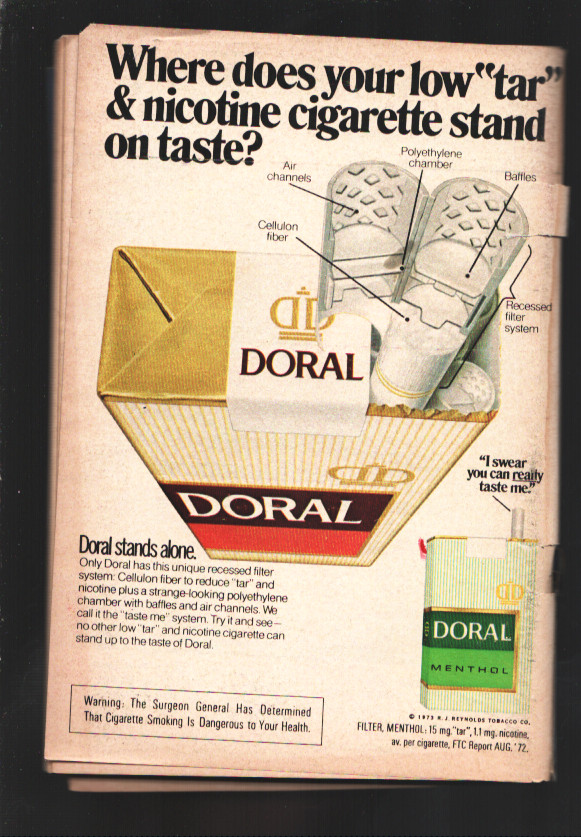 Where does your low "tar"
& nicotine cigarette stand
on taste?
Air
channels
Polyethylene
chamber
Baffles
Cellulon
fiber
Recessed
filter
system
DORAL
DORAL
"I swear
you can really
taste me."
Doral stands alone.
Only Doral has this unique recessed filter
system: Cellulon fiber to reduce "tar" and
nicotine plus a strange-looking polyethylene
chamber with baffles and air channels. We
call it the "taste me" system. Try it and see—
no other low "tar" and nicotine cigarette can
stand up to the taste of Doral.
DORAL
MENTHOL
Warning: The Surgeon General Has Determined
That Cigarette Smoking Is Dangerous to Your Health.
© 1973 R. J. REYNOLDS TOBACCO CO.
FILTER, MENTHOL: 15 mg. "tar", 1.1 mg. nicotine,
av. per cigarette, FTC Report AUG. '72.